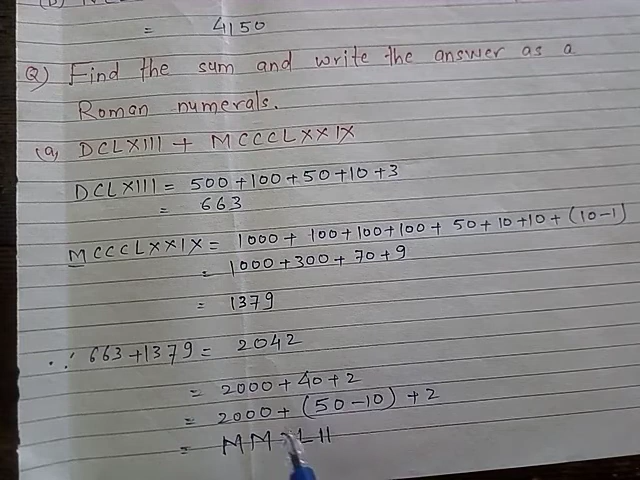 = 4150
Q) Find the sum and write the answer as a
Roman numerals.
(a) DCLXIII + MCCCLXXIX
DCLXIII = 500+100+50+10+3
= 663
MCCCLXXIX = 1000+ 100+100+100+ 50+10+10+(10-1)
= 1000+300+70+9
= 1379
∴ 663+1379 = 2042
= 2000+40+2
= 2000+(50-10)+2
= MMXLII